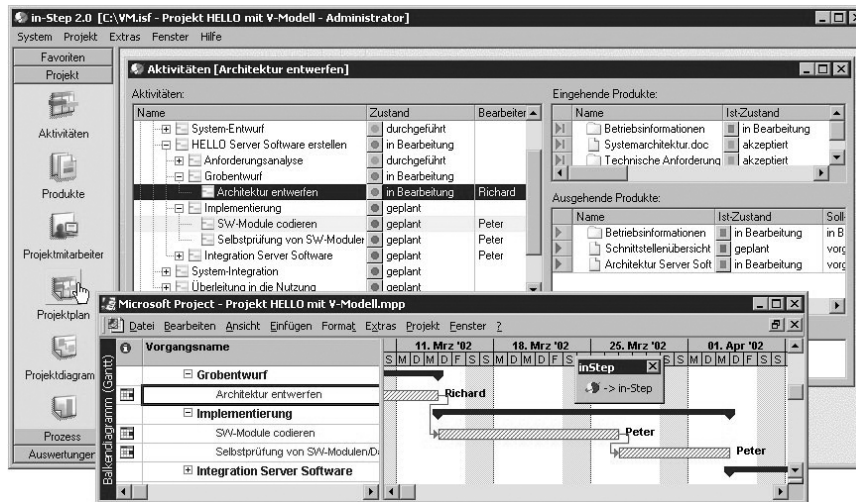 in-Step 2.0 [C:\VM.isf - Projekt HELLO mit V-Modell - Administrator]
System Projekt Extras Fenster Hilfe
Favoriten
Projekt
Aktivitäten
Produkte
Projektmitarbeiter
Projektplan
Projektdiagram
Prozess
Auswertungen
Aktivitäten [Architektur entwerfen]
Aktivitäten:
Name Zustand Bearbeiter
System-Entwurf durchgeführt
HELLO Server Software erstellen in Bearbeitung
Anforderungsanalyse durchgeführt
Grobentwurf in Bearbeitung
Architektur entwerfen in Bearbeitung Richard
Implementierung geplant
SW-Module codieren geplant Peter
Selbstprüfung von SW-Modulen geplant Peter
Integration Server Software geplant Peter
System-Integration geplant
Überleitung in die Nutzung geplant
Eingehende Produkte:
Name Ist-Zustand
Betriebsinformationen in Bearbeitung
Systemarchitektur.doc akzeptiert
Technische Anforderung akzeptiert
Ausgehende Produkte:
Name Ist-Zustand Soll-
Betriebsinformationen in Bearbeitung in B
Schnittstellenübersicht geplant vorg
Architektur Server Soft in Bearbeitung vorg
Microsoft Project - Projekt HELLO mit V-Modell.mpp
Datei Bearbeiten Ansicht Einfügen Format Extras Projekt Fenster ?
Vorgangsname
11. Mrz '02 18. Mrz '02 25. Mrz '02 01. Apr '02
S M D M D F S S M D M D F S S M D M D F S S M D M D F S S
Balkendiagramm (Gantt)
Grobentwurf
Architektur entwerfen
Implementierung
SW-Module codieren
Selbstprüfung von SW-Modulen/Da
Integration Server Software
Richard
Peter
Peter
inStep
-> in-Step